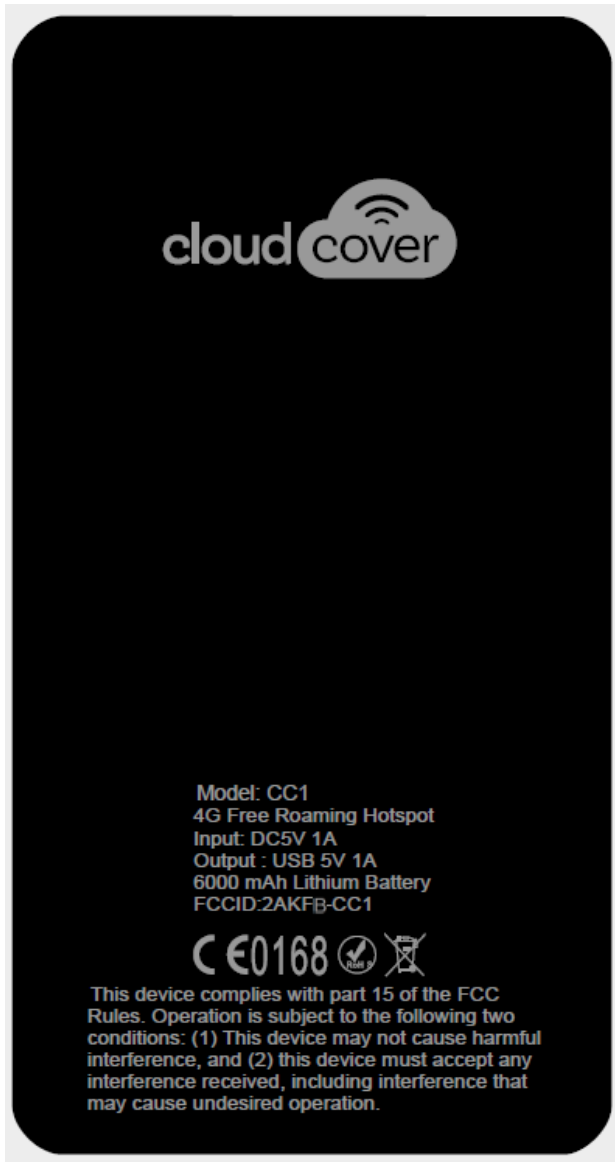 cloud cover
Model: CC1
4G Free Roaming Hotspot
Input: DC5V 1A
Output : USB 5V 1A
6000 mAh Lithium Battery
FCCID:2AKFB-CC1
CE0168 RoHS
This device complies with part 15 of the FCC
Rules. Operation is subject to the following two
conditions: (1) This device may not cause harmful
interference, and (2) this device must accept any
interference received, including interference that
may cause undesired operation.